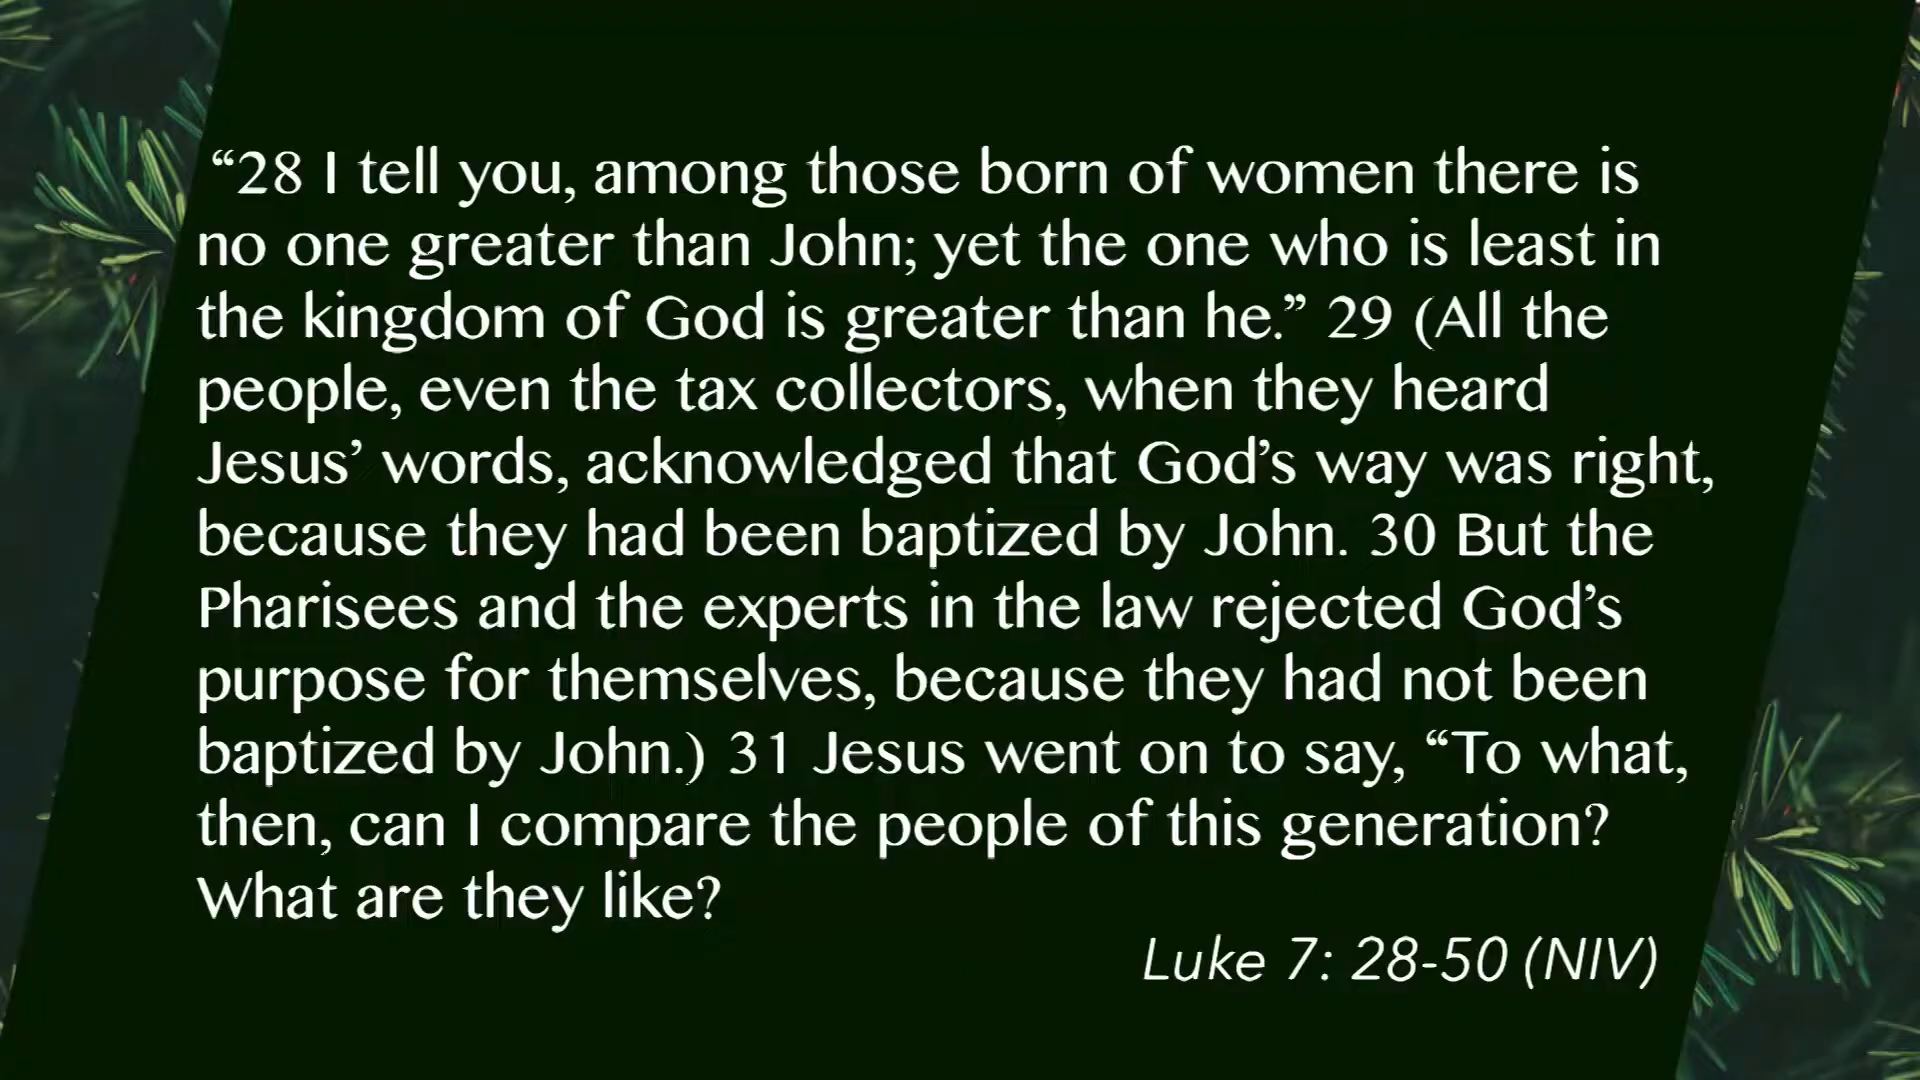 “28 I tell you, among those born of women there is
no one greater than John; yet the one who is least in
the kingdom of God is greater than he.” 29 (All the
people, even the tax collectors, when they heard
Jesus’ words, acknowledged that God’s way was right,
because they had been baptized by John. 30 But the
Pharisees and the experts in the law rejected God’s
purpose for themselves, because they had not been
baptized by John.) 31 Jesus went on to say, “To what,
then, can I compare the people of this generation?
What are they like?
Luke 7: 28-50 (NIV)